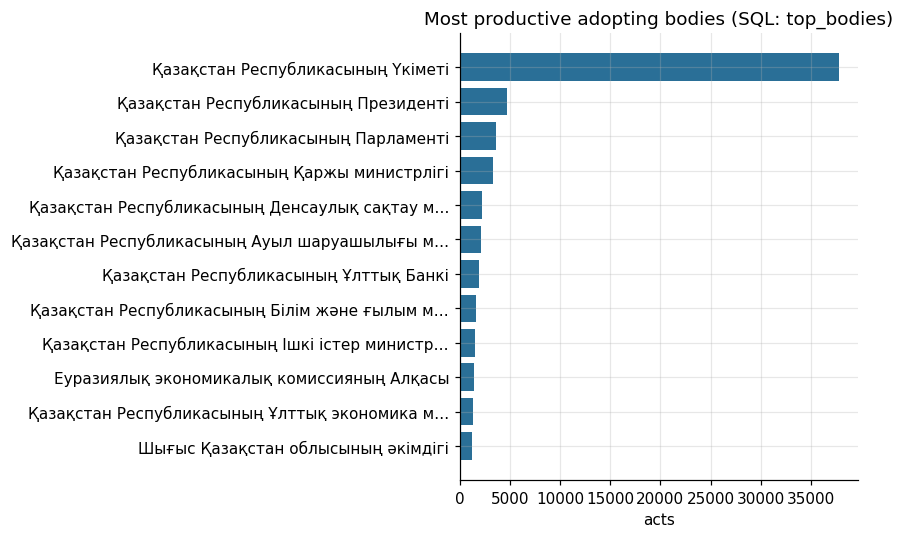 Most productive adopting bodies (SQL: top_bodies)
Қазақстан Республикасының Үкіметі
Қазақстан Республикасының Президенті
Қазақстан Республикасының Парламенті
Қазақстан Республикасының Қаржы министрлігі
Қазақстан Республикасының Денсаулық сақтау м…
Қазақстан Республикасының Ауыл шаруашылығы м…
Қазақстан Республикасының Ұлттық Банкі
Қазақстан Республикасының Білім және ғылым м…
Қазақстан Республикасының Ішкі істер министр…
Еуразиялық экономикалық комиссияның Алқасы
Қазақстан Республикасының Ұлттық экономика м…
Шығыс Қазақстан облысының әкімдігі
0 5000 10000 15000 20000 25000 30000 35000
acts